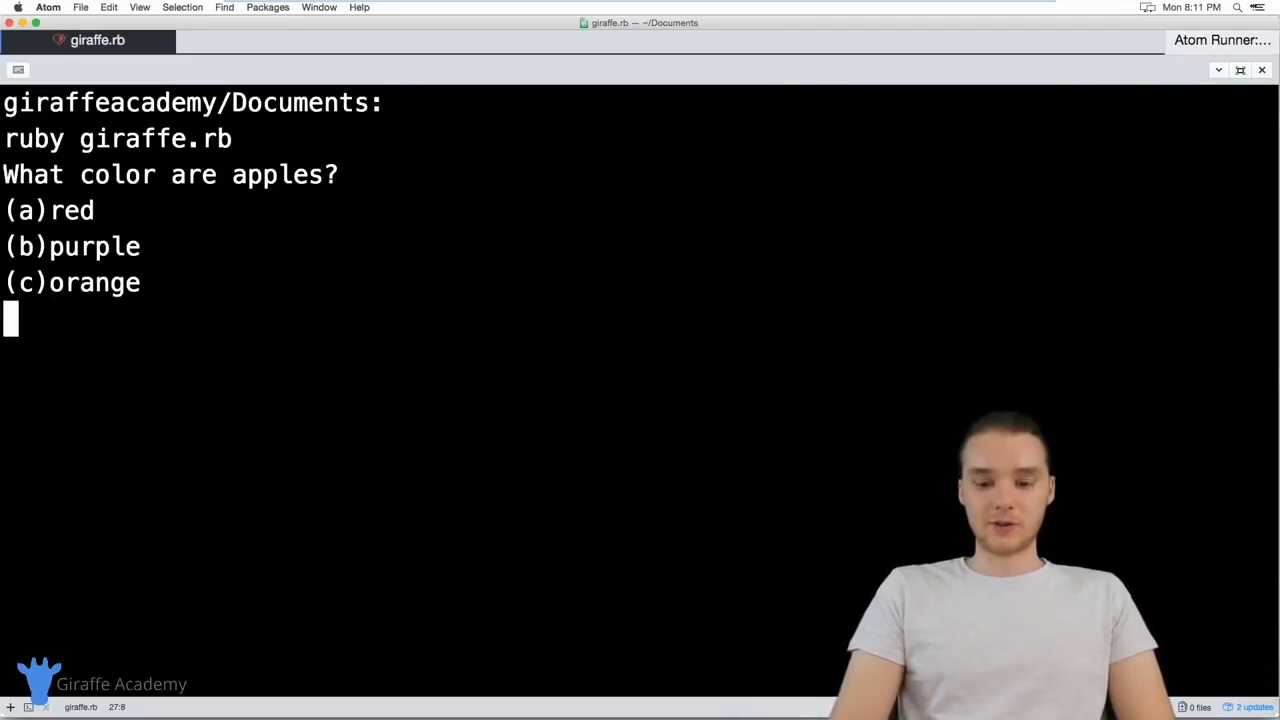 Atom File Edit View Selection Find Packages Window Help Mon 8:11 PM
giraffe.rb — ~/Documents
giraffe.rb Atom Runner:...
giraffeacademy/Documents:
ruby giraffe.rb
What color are apples?
(a)red
(b)purple
(c)orange
Giraffe Academy
giraffe.rb 27:8 0 files 2 updates